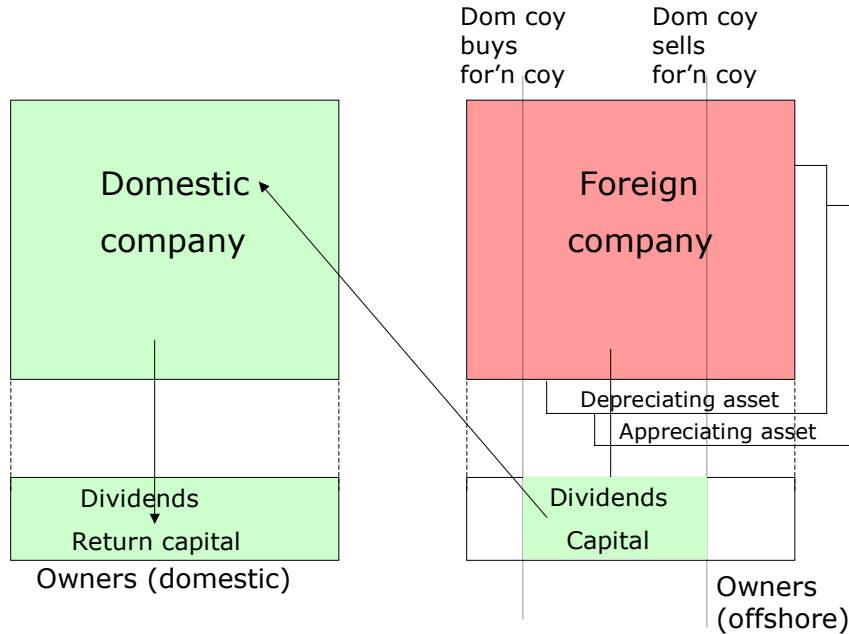 Dom coy
buys
for’n coy
Dom coy
sells
for’n coy
Domestic
company
Foreign
company
Depreciating asset
Appreciating asset
Dividends
Return capital
Owners (domestic)
Dividends
Capital
Owners
(offshore)